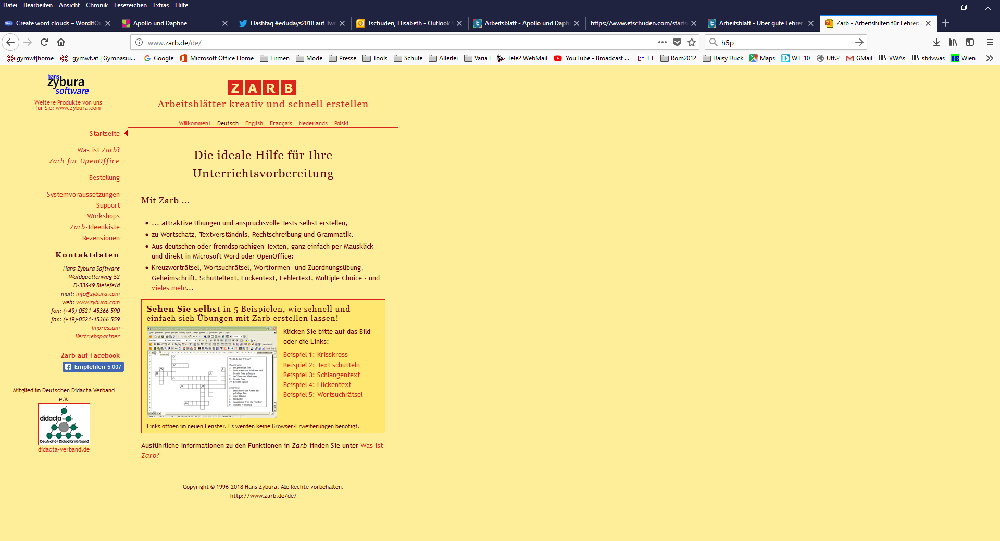 Datei Bearbeiten Ansicht Chronik Lesezeichen Extras Hilfe
Create word clouds – WordItOu
Apollo und Daphne
Hashtag #edudays2018 auf Twi
Tschuden, Elisabeth - Outlook
Arbeitsblatt - Apollo und Daph
https://www.etschuden.com/starts
Arbeitsblatt - Über gute Lehrer
Zarb - Arbeitshilfen für Lehrer:
www.zarb.de/de/
h5p
gymwt|home gymwt.at | Gymnasiu... Google Microsoft Office Home Firmen Mode Presse Tools Schule Allerlei Varia I Tele2 WebMail YouTube - Broadcast ... ET Rom2012 Daisy Duck Maps WT_10 Uff.2 GMail VWAs sb4vwas BIB Wien
hans
zybura
software
Weitere Produkte von uns
für Sie: www.zybura.com
ZARB
Arbeitsblätter kreativ und schnell erstellen
Willkommen! Deutsch English Français Nederlands Polski
Startseite
Was ist Zarb?
Zarb für OpenOffice
Bestellung
Systemvoraussetzungen
Support
Workshops
Zarb-Ideenkiste
Rezensionen
Kontaktdaten
Hans Zybura Software
Waldquellenweg 52
D-33649 Bielefeld
mail: info@zybura.com
web: www.zybura.com
fon: (+49)-0521-45366 590
fax: (+49)-0521-45366 559
Impressum
Vertriebspartner
Zarb auf Facebook
Empfehlen 5.007
Mitglied im Deutschen Didacta Verband
e.V.
didacta
Deutscher Didacta Verband
didacta-verband.de
Die ideale Hilfe für Ihre
Unterrichtsvorbereitung
Mit Zarb ...
... attraktive Übungen und anspruchsvolle Tests selbst erstellen,
zu Wortschatz, Textverständnis, Rechtschreibung und Grammatik.
Aus deutschen oder fremdsprachigen Texten, ganz einfach per Mausklick
und direkt in Microsoft Word oder OpenOffice:
Kreuzworträtsel, Wortsuchrätsel, Wortformen- und Zuordnungsübung,
Geheimschrift, Schütteltext, Lückentext, Fehlertext, Multiple Choice - und
vieles mehr...
Sehen Sie selbst in 5 Beispielen, wie schnell und
einfach sich Übungen mit Zarb erstellen lassen!
Klicken Sie bitte auf das Bild
oder die Links:
Beispiel 1: Krisskross
Beispiel 2: Text schütteln
Beispiel 3: Schlangentext
Beispiel 4: Lückentext
Beispiel 5: Wortsuchrätsel
Links öffnen im neuen Fenster. Es werden keine Browser-Erweiterungen benötigt.
Ausführliche Informationen zu den Funktionen in Zarb finden Sie unter Was ist
Zarb?
Copyright © 1996-2018 Hans Zybura. Alle Rechte vorbehalten.
http://www.zarb.de/de/